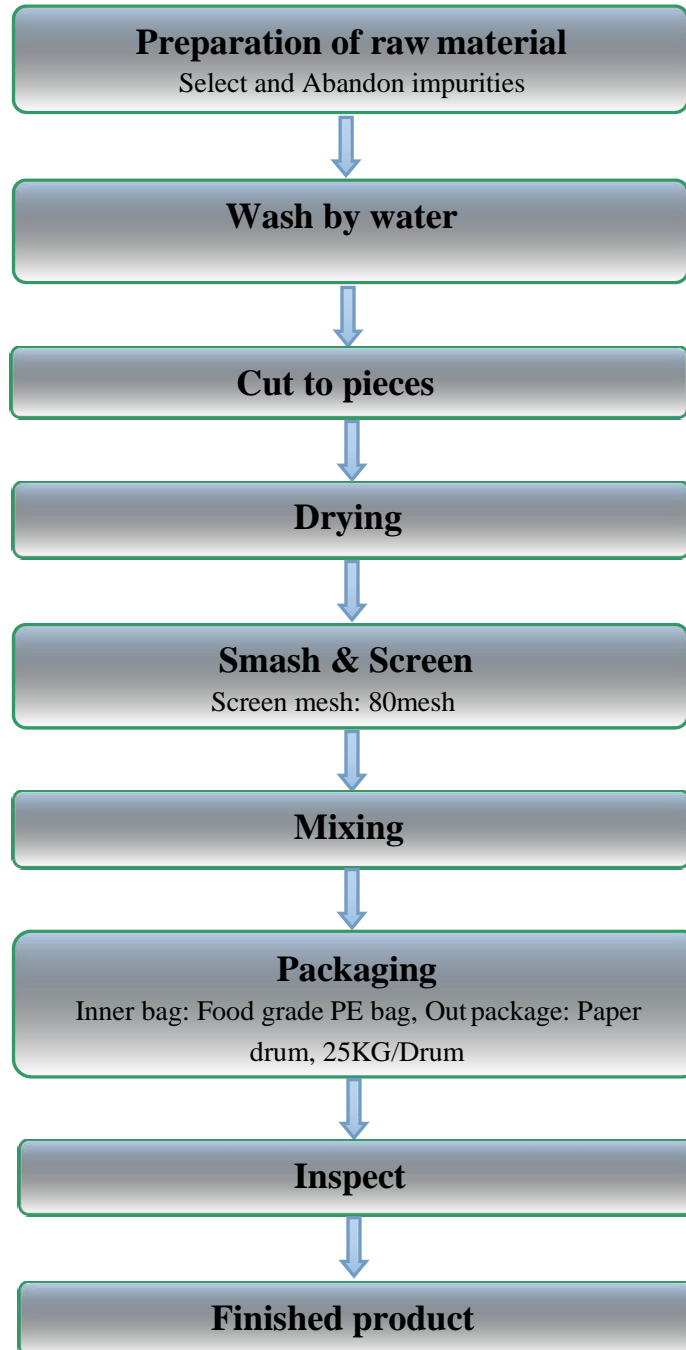 Preparation of raw material
Select and Abandon impurities
Wash by water
Cut to pieces
Drying
Smash & Screen
Screen mesh: 80mesh
Mixing
Packaging
Inner bag: Food grade PE bag, Out package: Paper
drum, 25KG/Drum
Inspect
Finished product